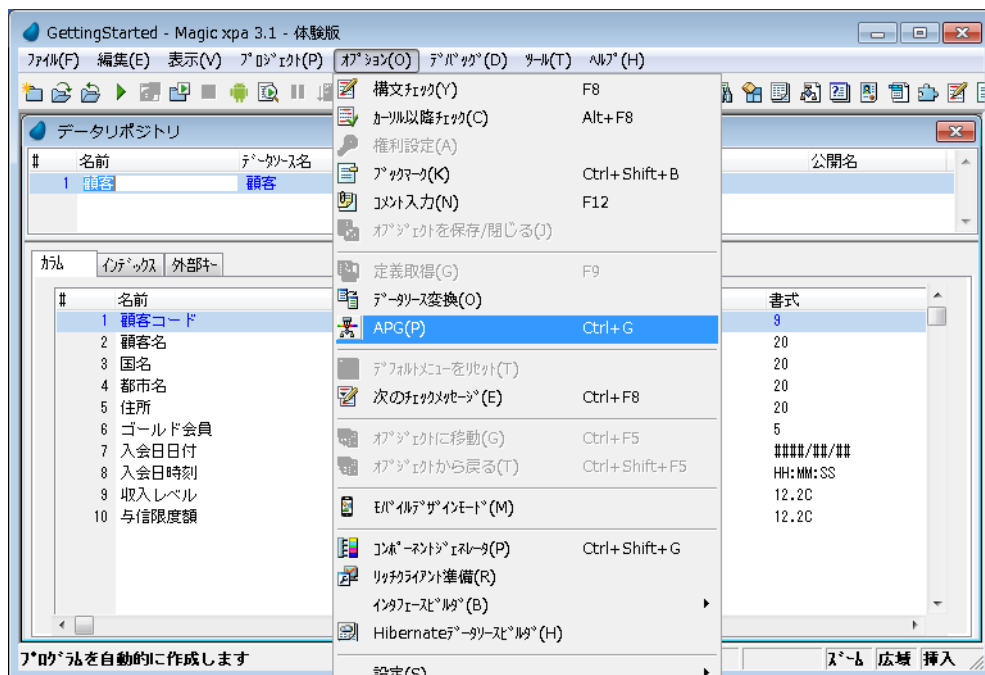 GettingStarted - Magic xpa 3.1 - 体験版
ﾌｧｲﾙ(F) 編集(E) 表示(V) ﾌﾟﾛｼﾞｪｸﾄ(P) ｵﾌﾟｼｮﾝ(O) ﾃﾞﾊﾞｯｸﾞ(D) ﾂｰﾙ(T) ﾍﾙﾌﾟ(H)
データリポジトリ
# 名前 ﾃﾞｰﾀｿｰｽ名 公開名
1 顧客 顧客
ｶﾗﾑ ｲﾝﾃﾞｯｸｽ 外部ｷｰ
# 名前 書式
1 顧客コード 9
2 顧客名 20
3 国名 20
4 都市名 20
5 住所 20
6 ゴールド会員 5
7 入会日日付 ####/##/##
8 入会日時刻 HH:MM:SS
9 収入レベル 12.2C
10 与信限度額 12.2C
構文ﾁｪｯｸ(Y) F8
ｶｰｿﾙ以降ﾁｪｯｸ(C) Alt+F8
権利設定(A)
ﾌﾞｯｸﾏｰｸ(K) Ctrl+Shift+B
ｺﾒﾝﾄ入力(N) F12
ｵﾌﾞｼﾞｪｸﾄを保存/閉じる(J)
定義取得(G) F9
ﾃﾞｰﾀｿｰｽ変換(O)
APG(P) Ctrl+G
ﾃﾞﾌｫﾙﾄﾒﾆｭｰをﾘｾｯﾄ(T)
次のﾁｪｯｸﾒｯｾｰｼﾞ(E) Ctrl+F8
ｵﾌﾞｼﾞｪｸﾄに移動(G) Ctrl+F5
ｵﾌﾞｼﾞｪｸﾄから戻る(T) Ctrl+Shift+F5
ﾓﾊﾞｲﾙﾃﾞｻﾞｲﾝﾓｰﾄﾞ(M)
ｺﾝﾎﾟｰﾈﾝﾄｼﾞｪﾈﾚｰﾀ(P) Ctrl+Shift+G
ﾘｯﾁｸﾗｲｱﾝﾄ準備(R)
ｲﾝﾀﾌｪｰｽﾋﾞﾙﾀﾞ(B)
Hibernateﾃﾞｰﾀｿｰｽﾋﾞﾙﾀﾞ(H)
設定(S)
ﾌﾟﾛｸﾞﾗﾑを自動的に作成します ｽﾞｰﾑ 広域 挿入